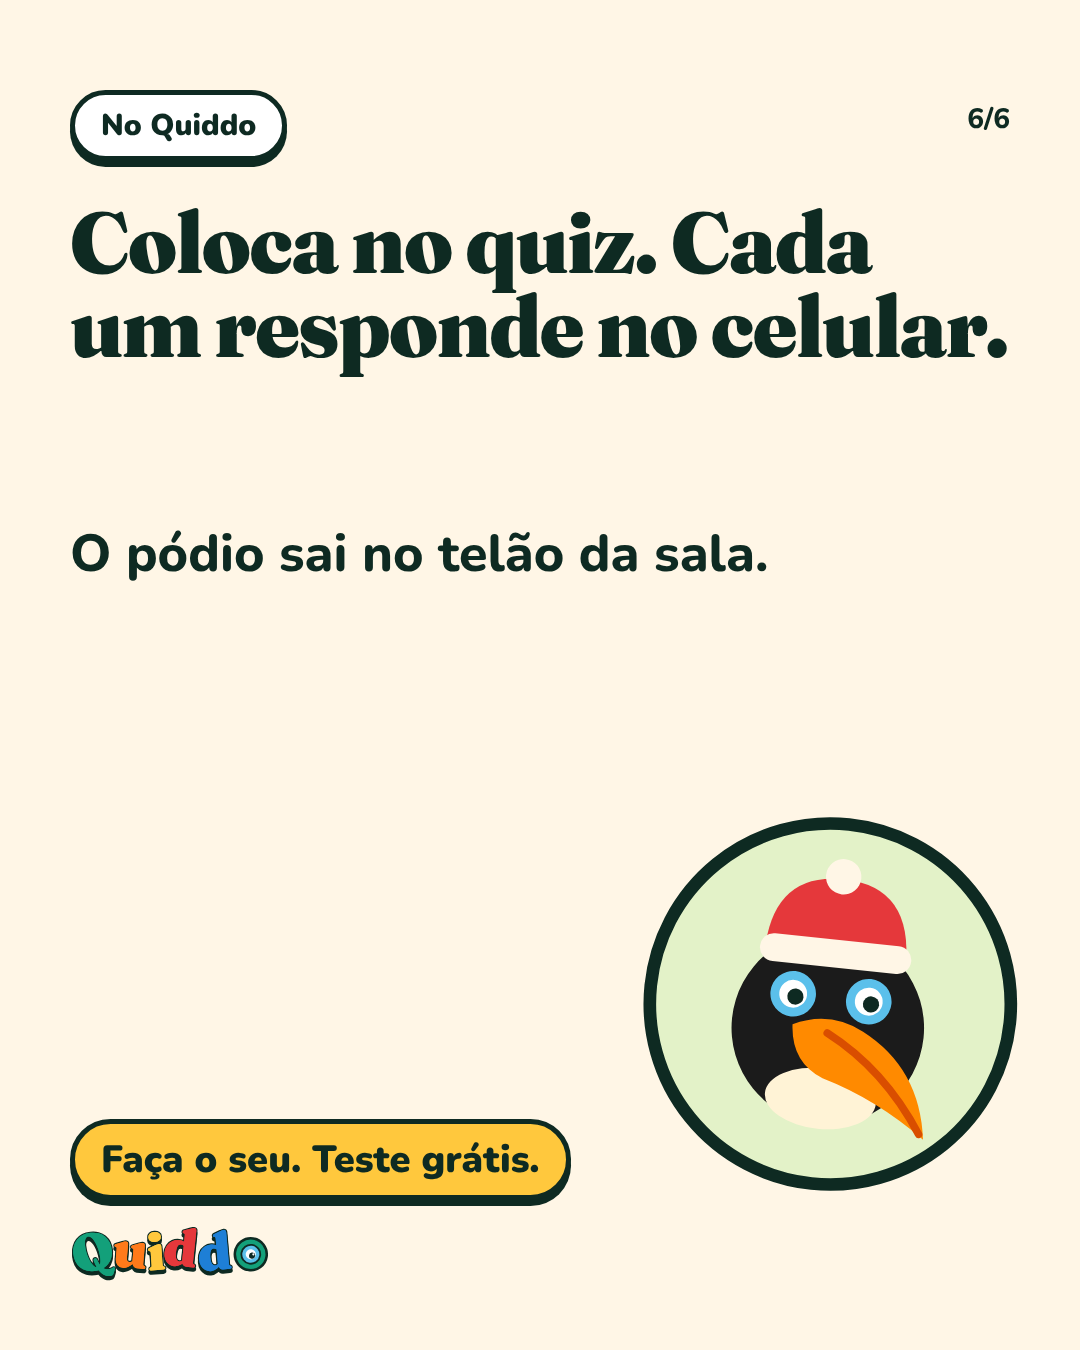 No Quiddo
6/6
Coloca no quiz. Cada
um responde no celular.
O pódio sai no telão da sala.
Faça o seu. Teste grátis.
Quiddo